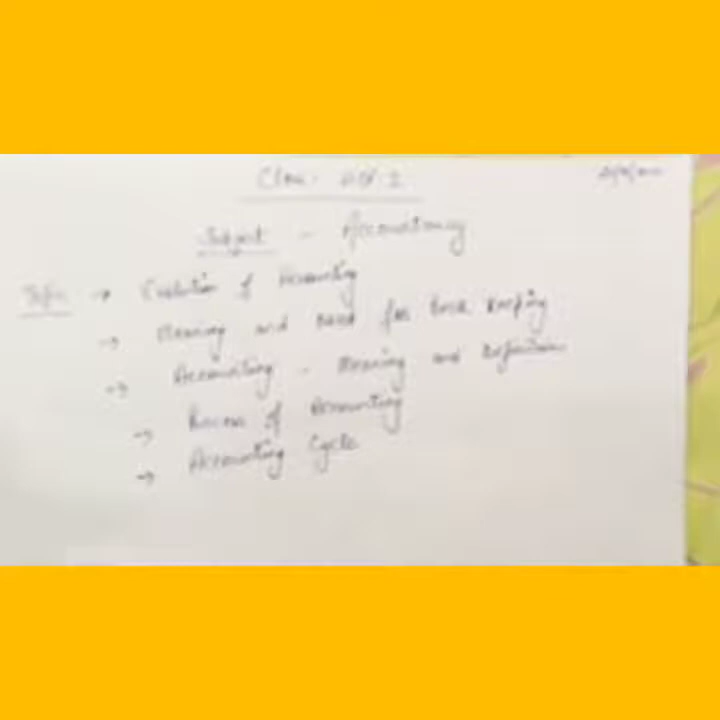 Class -
Subject - Accountancy
Topic → Evolution of Accounting
→ Meaning and Need for Book Keeping
→ Accounting - Meaning and Definition
→ Process of Accounting
→ Accounting Cycle